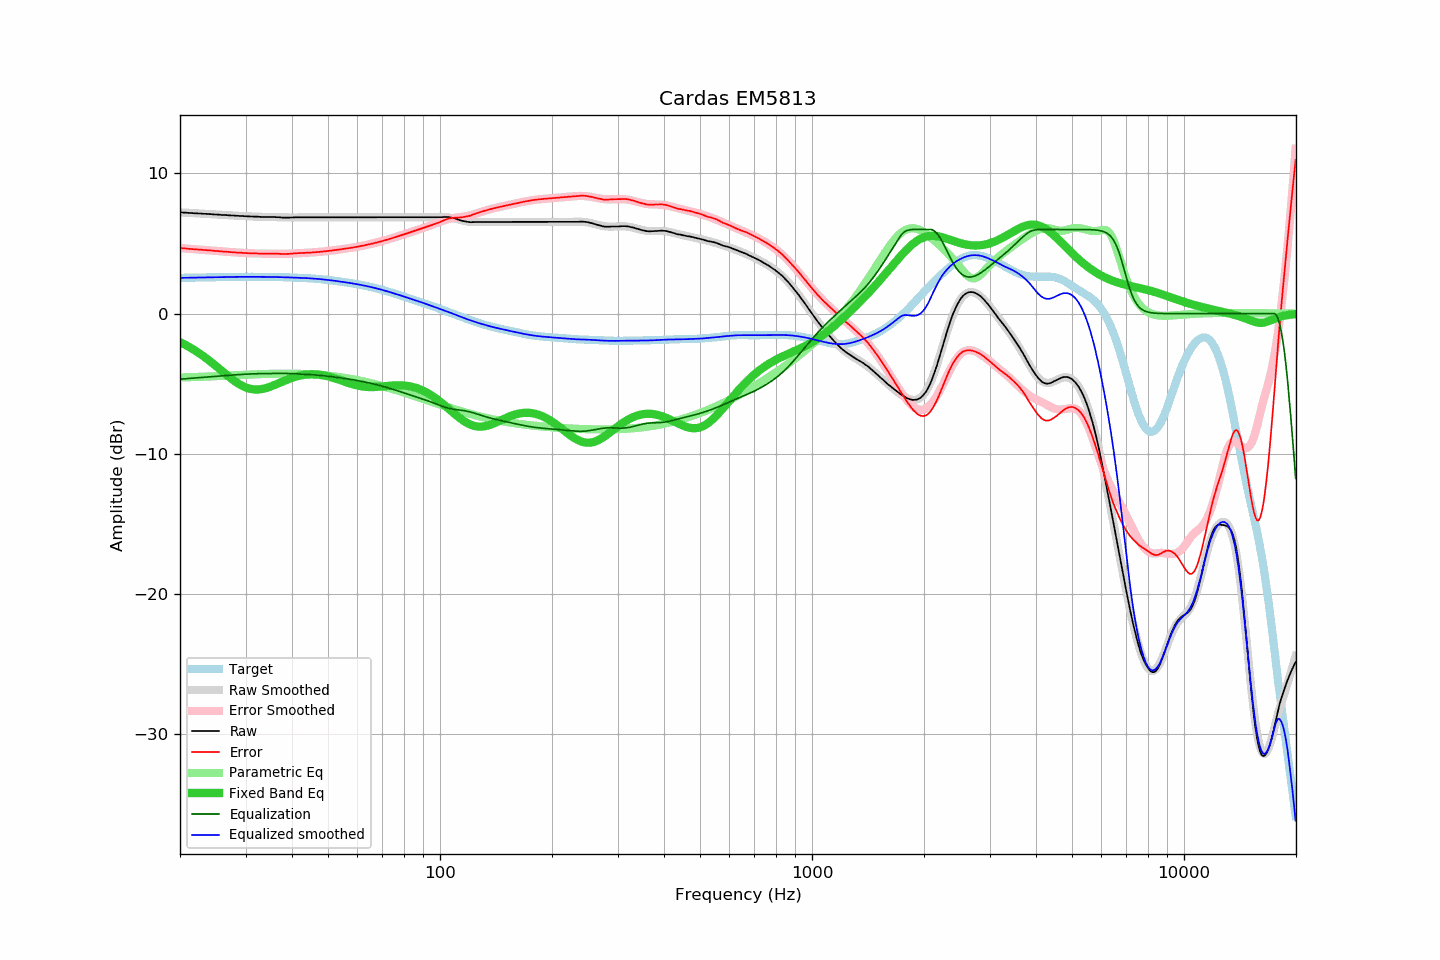 Cardas EM5813
Amplitude (dBr)
10
0
−10
−20
−30
Target
Raw Smoothed
Error Smoothed
Raw
Error
Parametric Eq
Fixed Band Eq
Equalization
Equalized smoothed
100
1000
10000
Frequency (Hz)